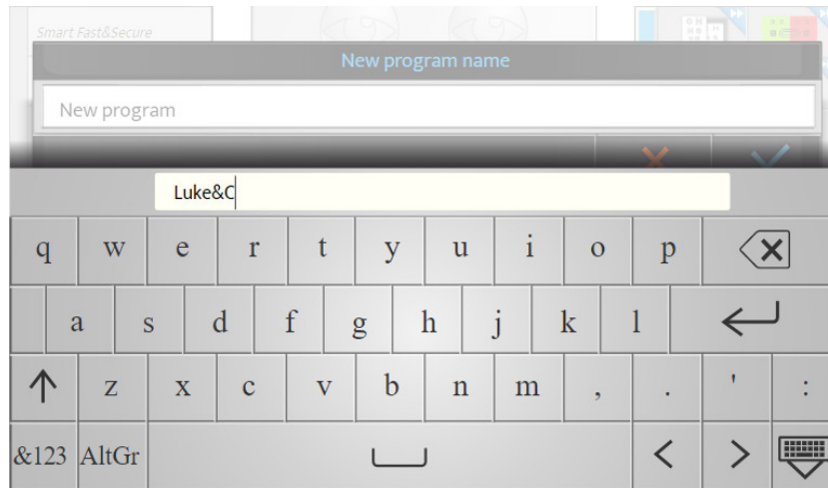 Smart Fast&Secure
New program name
New program
Luke&C
q w e r t y u i o p
a s d f g h j k l
z x c v b n m , . ' :
&123 AltGr < >